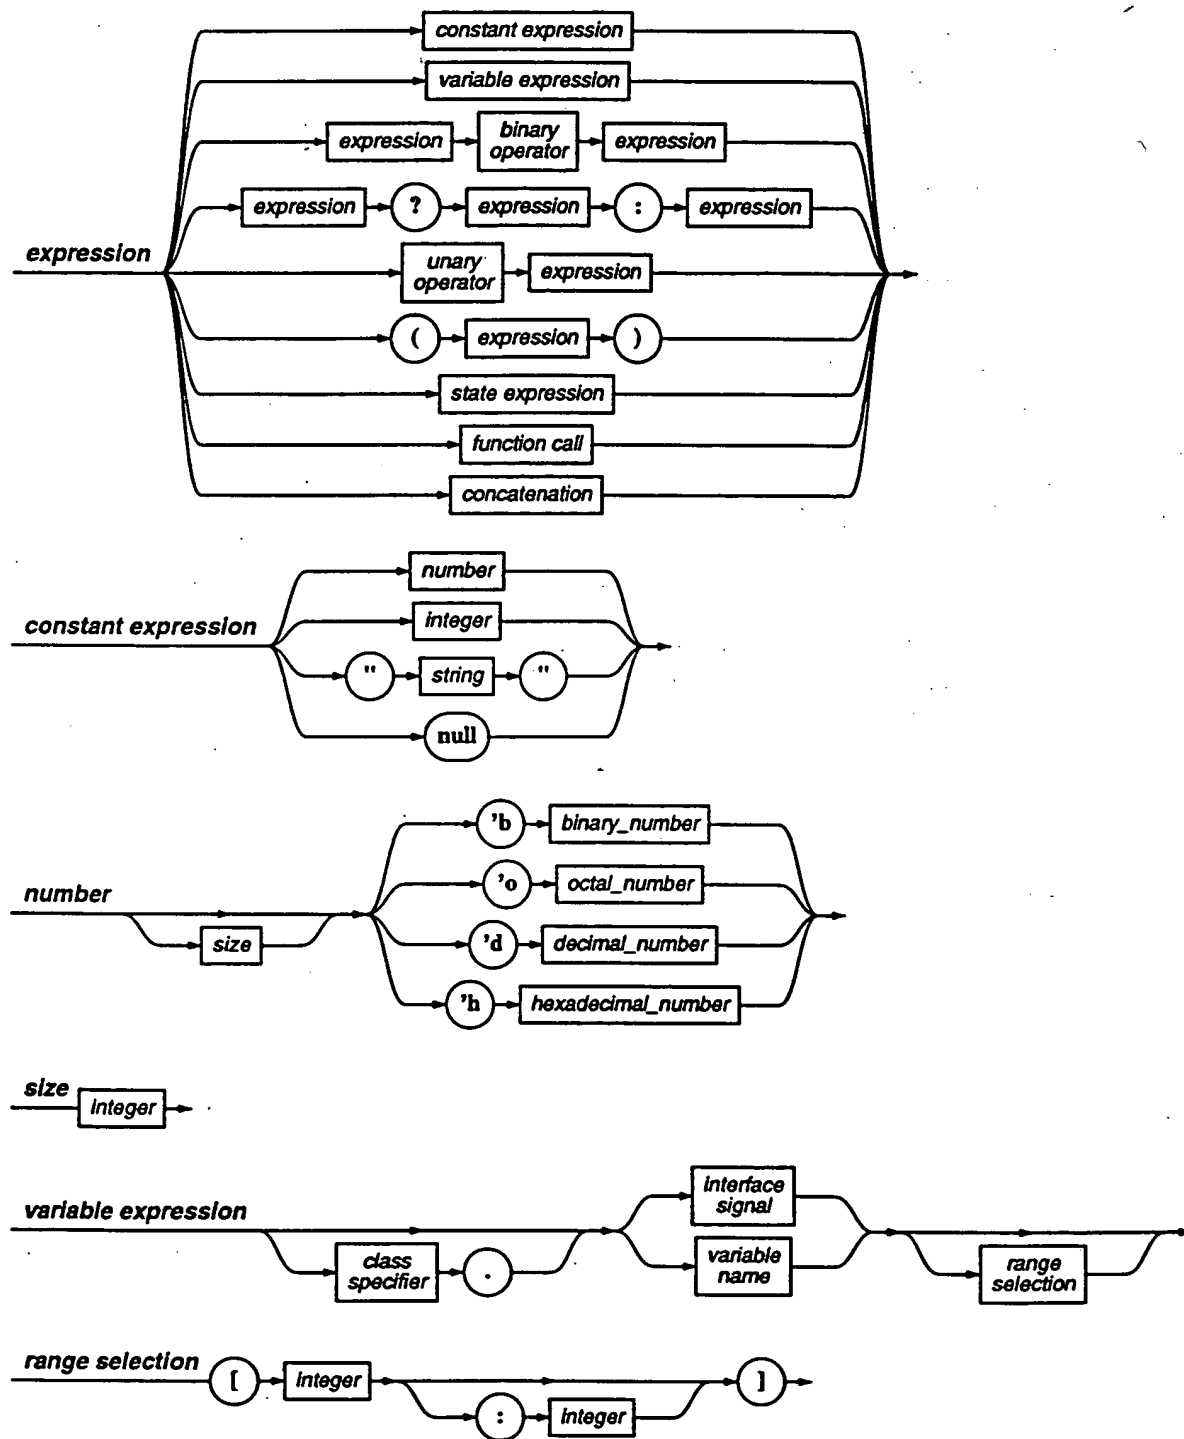 constant expression
variable expression
expression binary operator expression
expression ? expression : expression
expression
unary operator expression
( expression )
state expression
function call
concatenation
number
constant expression
integer
" string "
null
'b binary_number
number
'o octal_number
size
'd decimal_number
'h hexadecimal_number
size
integer
variable expression
class specifier .
interface signal
variable name
range selection
range selection
[ integer : integer ]